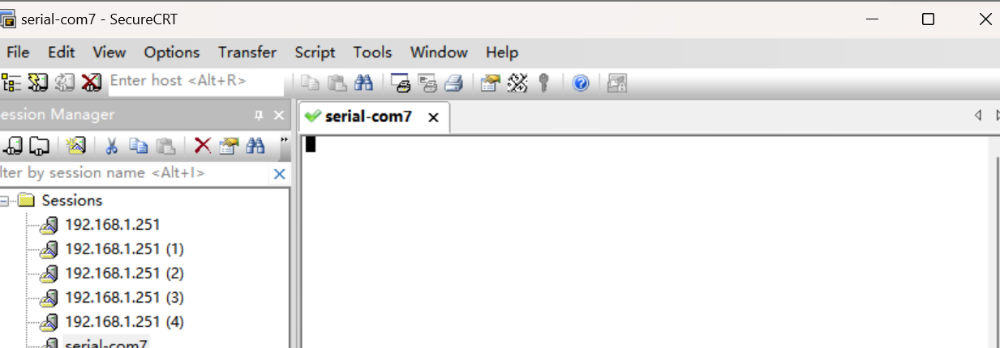 serial-com7 - SecureCRT
File Edit View Options Transfer Script Tools Window Help
Enter host <Alt+R>
ession Manager
serial-com7
lter by session name <Alt+I>
Sessions
192.168.1.251
192.168.1.251 (1)
192.168.1.251 (2)
192.168.1.251 (3)
192.168.1.251 (4)
serial-com7